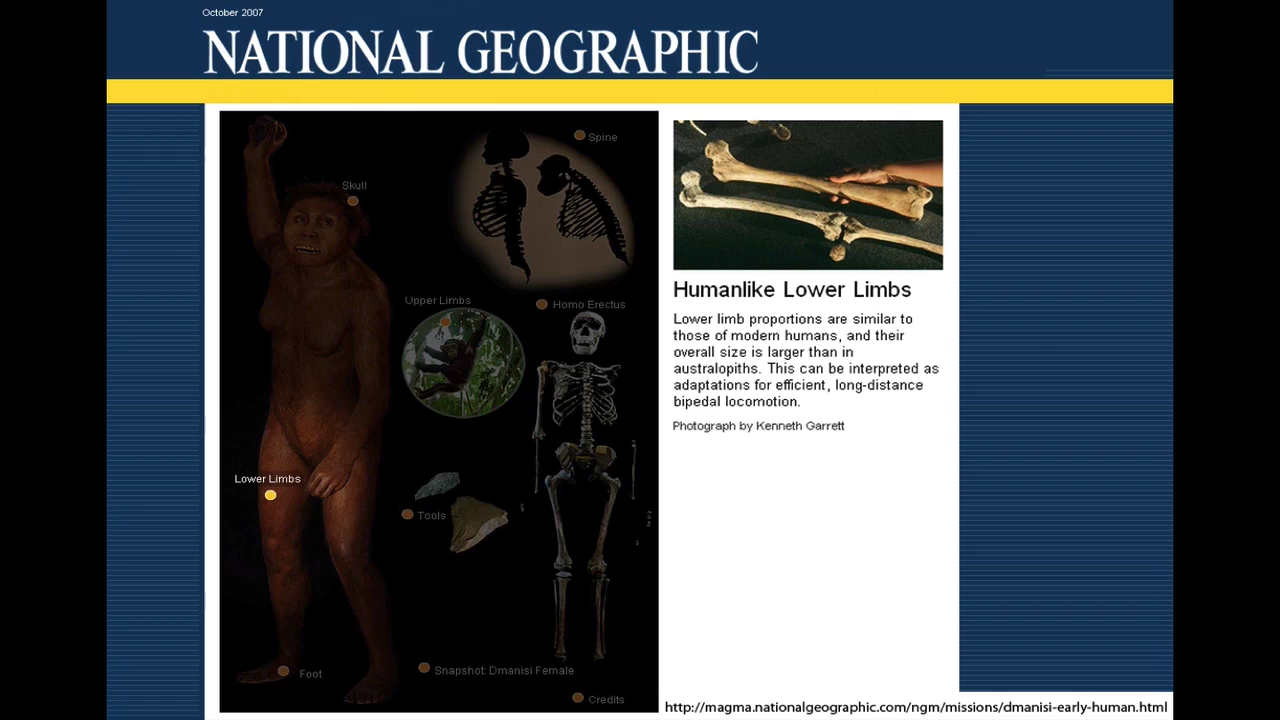 October 2007
NATIONAL GEOGRAPHIC
Spine
Skull
Upper Limbs
Homo Erectus
Lower Limbs
Tools
Foot
Snapshot: Dmanisi Female
Credits
Humanlike Lower Limbs
Lower limb proportions are similar to
those of modern humans, and their
overall size is larger than in
australopiths. This can be interpreted as
adaptations for efficient, long-distance
bipedal locomotion.
Photograph by Kenneth Garrett
http://magma.nationalgeographic.com/ngm/missions/dmanisi-early-human.html